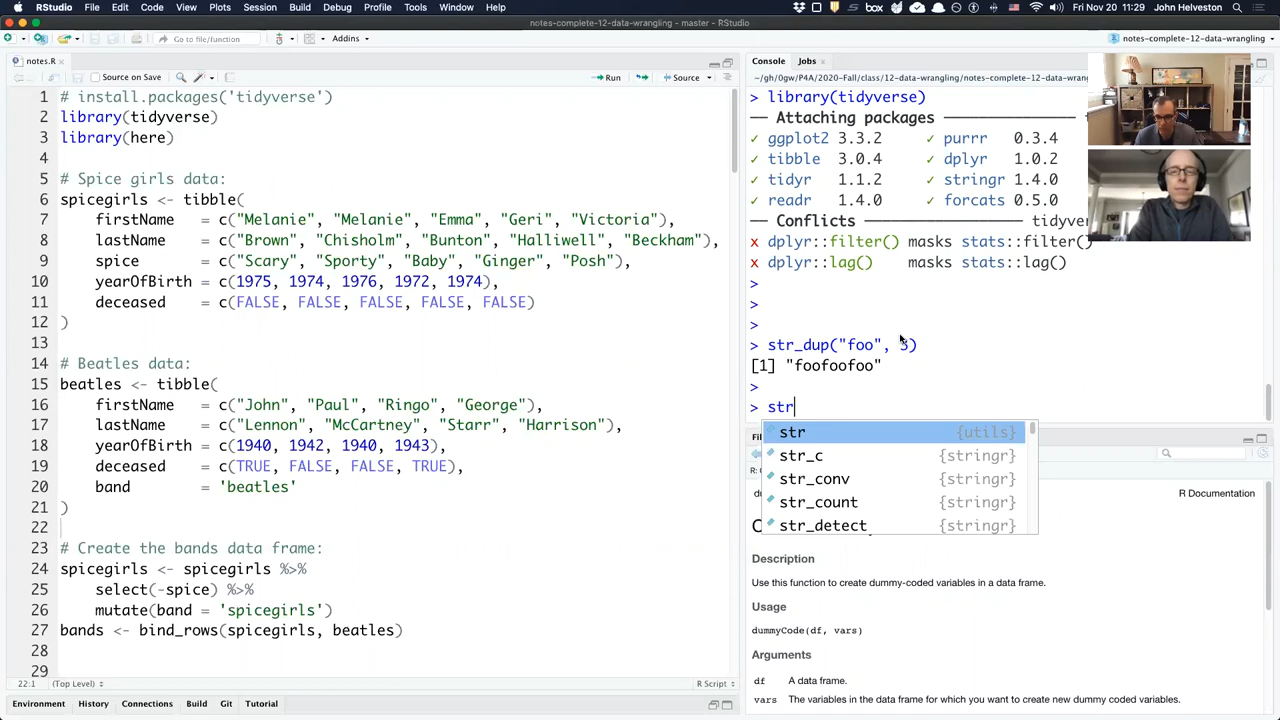 RStudio File Edit Code View Plots Session Build Debug Profile Tools Window Help Fri Nov 20 11:29 John Helveston
notes-complete-12-data-wrangling - master - RStudio
Go to file/function Addins notes-complete-12-data-wrangling
notes.R
Source on Save Run Source
1 # install.packages('tidyverse')
2 library(tidyverse)
3 library(here)
4
5 # Spice girls data:
6 spicegirls <- tibble(
7 firstName = c("Melanie", "Melanie", "Emma", "Geri", "Victoria"),
8 lastName = c("Brown", "Chisholm", "Bunton", "Halliwell", "Beckham"),
9 spice = c("Scary", "Sporty", "Baby", "Ginger", "Posh"),
10 yearOfBirth = c(1975, 1974, 1976, 1972, 1974),
11 deceased = c(FALSE, FALSE, FALSE, FALSE, FALSE)
12 )
13
14 # Beatles data:
15 beatles <- tibble(
16 firstName = c("John", "Paul", "Ringo", "George"),
17 lastName = c("Lennon", "McCartney", "Starr", "Harrison"),
18 yearOfBirth = c(1940, 1942, 1940, 1943),
19 deceased = c(TRUE, FALSE, FALSE, TRUE),
20 band = 'beatles'
21 )
22
23 # Create the bands data frame:
24 spicegirls <- spicegirls %>%
25 select(-spice) %>%
26 mutate(band = 'spicegirls')
27 bands <- bind_rows(spicegirls, beatles)
28
29
22:1 (Top Level) R Script
Environment History Connections Build Git Tutorial
Console Jobs
~/gh/0gw/P4A/2020-Fall/class/12-data-wrangling/notes-complete-12-data-wrang
> library(tidyverse)
── Attaching packages ──────────── t
✓ ggplot2 3.3.2 ✓ purrr 0.3.4
✓ tibble 3.0.4 ✓ dplyr 1.0.2
✓ tidyr 1.1.2 ✓ stringr 1.4.0
✓ readr 1.4.0 ✓ forcats 0.5.0
── Conflicts ──────────── tidyver
x dplyr::filter() masks stats::filter()
x dplyr::lag() masks stats::lag()
>
>
>
> str_dup("foo", 3)
[1] "foofoofoo"
>
> str
str {utils}
str_c {stringr}
str_conv {stringr}
str_count {stringr}
str_detect {stringr}
R Documentation
Description
Use this function to create dummy-coded variables in a data frame.
Usage
dummyCode(df, vars)
Arguments
df A data frame.
vars The variables in the data frame for which you want to create new dummy coded variables.